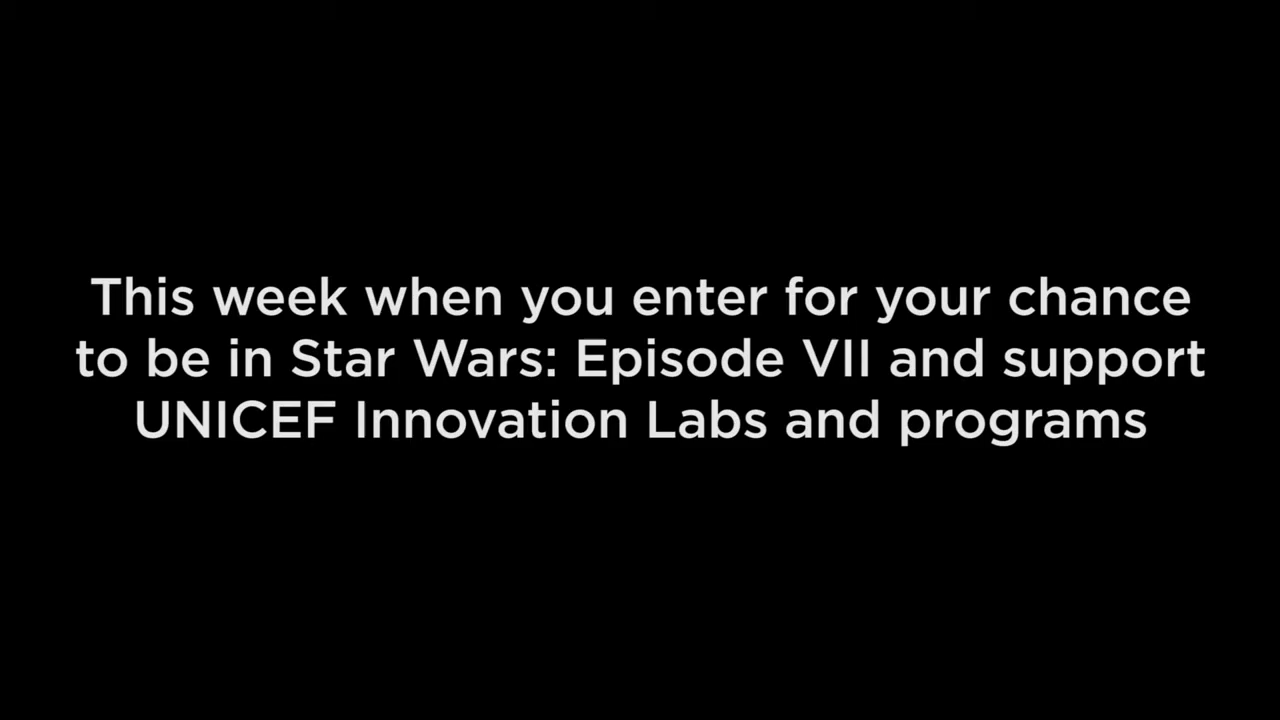 This week when you enter for your chance
to be in Star Wars: Episode VII and support
UNICEF Innovation Labs and programs